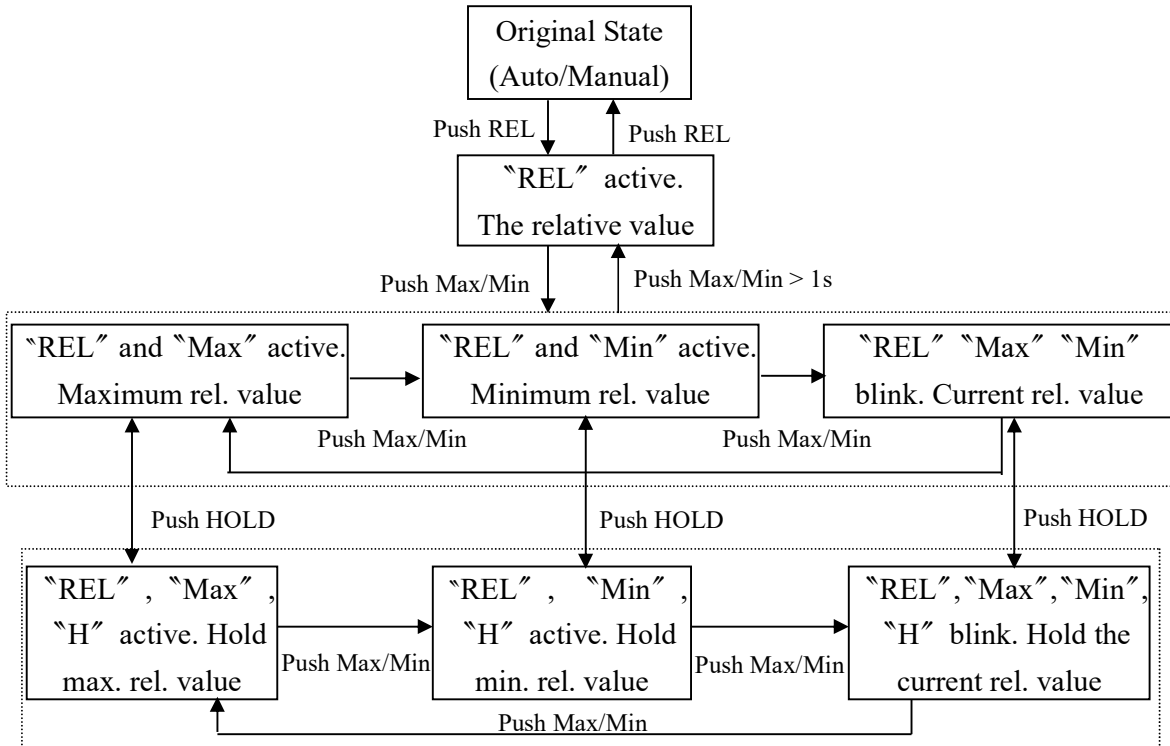 Original State
(Auto/Manual)
Push REL
Push REL
〝REL〞 active.
The relative value
Push Max/Min
Push Max/Min > 1s
〝REL〞 and 〝Max〞 active.
Maximum rel. value
〝REL〞 and 〝Min〞 active.
Minimum rel. value
〝REL〞 〝Max〞 〝Min〞
blink. Current rel. value
Push Max/Min
Push Max/Min
Push HOLD
Push HOLD
Push HOLD
〝REL〞 , 〝Max〞 ,
〝H〞 active. Hold
max. rel. value
〝REL〞 , 〝Min〞 ,
〝H〞 active. Hold
min. rel. value
〝REL〞,〝Max〞,〝Min〞,
〝H〞 blink. Hold the
current rel. value
Push Max/Min
Push Max/Min
Push Max/Min